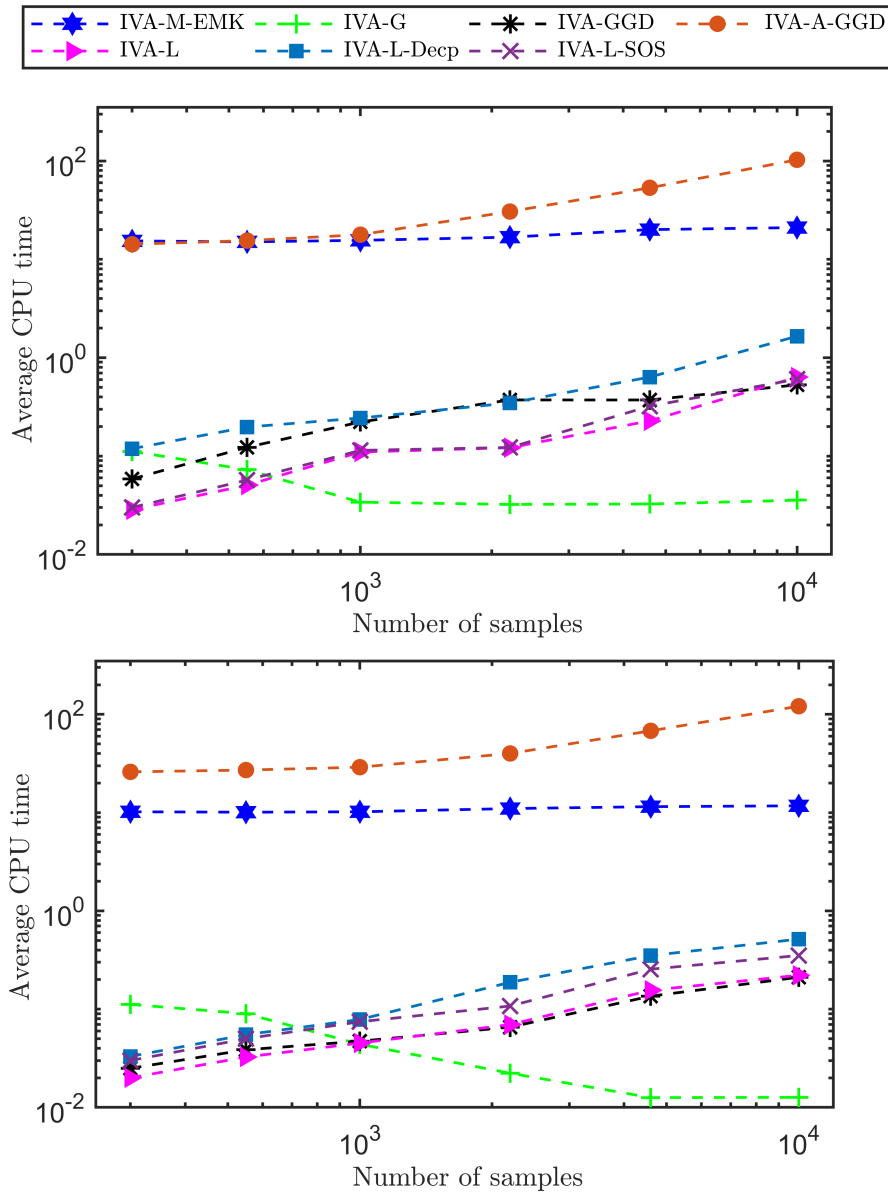 IVA-M-EMK IVA-G IVA-GGD IVA-A-GGD
IVA-L IVA-L-Decp IVA-L-SOS
10^2
10^0
10^-2
Average CPU time
10^3 10^4
Number of samples
10^2
10^0
10^-2
Average CPU time
10^3 10^4
Number of samples